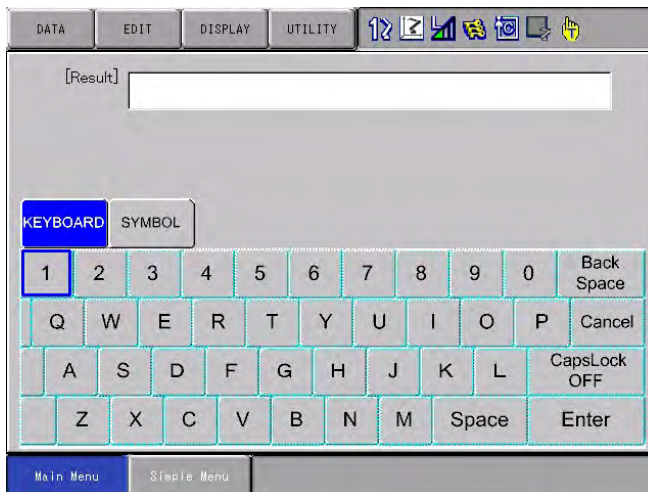 DATA EDIT DISPLAY UTILITY
[Result]
KEYBOARD SYMBOL
1 2 3 4 5 6 7 8 9 0 Back Space
Q W E R T Y U I O P Cancel
A S D F G H J K L CapsLock OFF
Z X C V B N M Space Enter
Main Menu Simple Menu